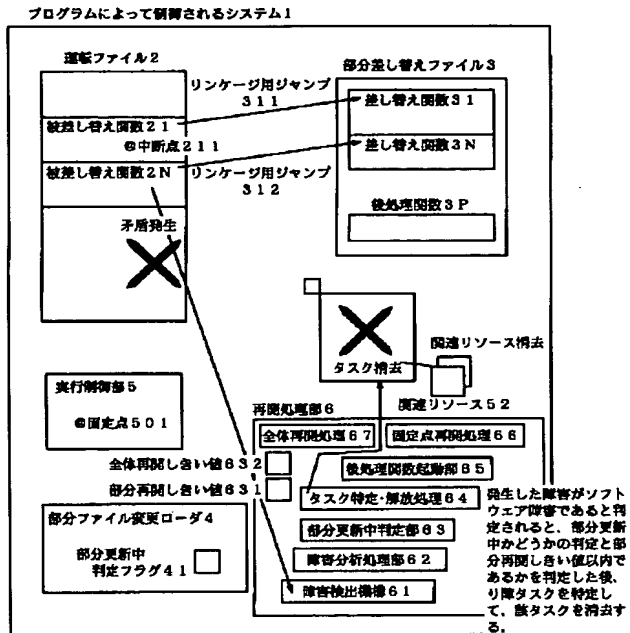 プログラムによって制御されるシステム1
運転ファイル2
リンケージ用ジャンプ
311
部分差し替えファイル3
被差し替え関数21
@中断点211
差し替え関数31
差し替え関数3N
被差し替え関数2N
リンケージ用ジャンプ
312
後処理関数3P
矛盾発生
タスク消去
関連リソース消去
関連リソース52
実行制御部5
@固定点501
再開処理部6
全体再開処理67
固定点再開処理66
全体再開しきい値632
部分再開しきい値631
後処理関数起動部65
タスク特定・解放処理64
部分更新中判定部63
障害分析処理部62
障害検出機構61
部分ファイル変更ローダ4
部分更新中
判定フラグ41
発生した障害がソフト
ウェア障害であると判
定されると、部分更新
中かどうかの判定と部
分再開しきい値以内で
あるかを判定した後、
り障タスクを特定し
て、該タスクを消去す
る。